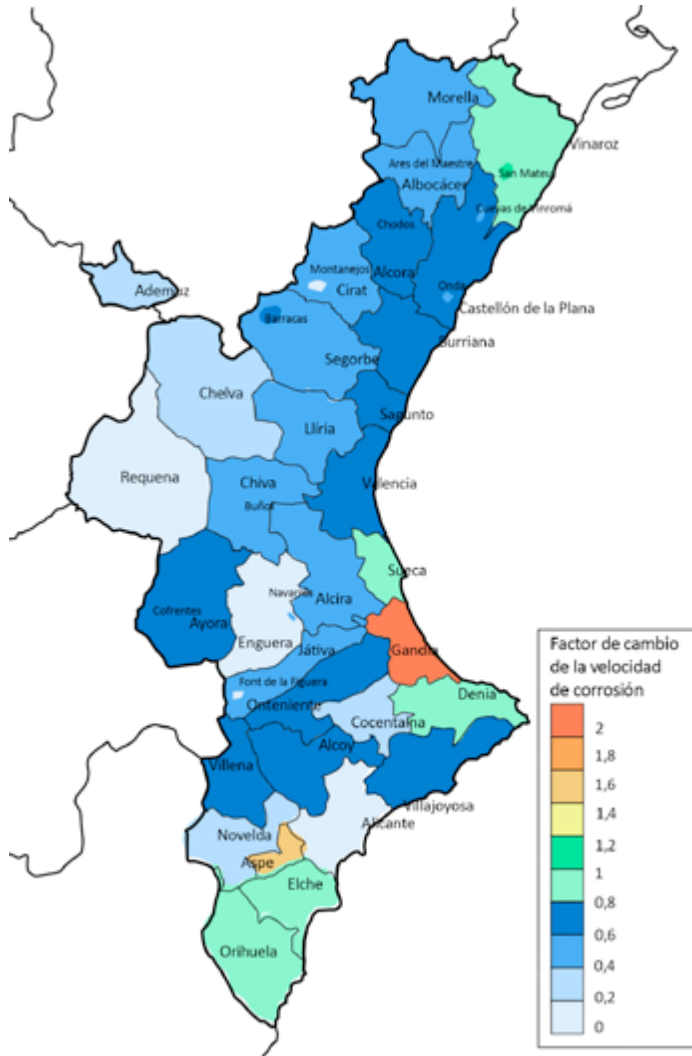 Morella
Vinaroz
Ares del Maestre
San Mateu
Albocácer
Cuevas de Vinromá
Chodos
Montanejos
Alcora
Ademuz
Cirat
Onda
Castellón de la Plana
Barracas
Burriana
Segorbe
Chelva
Sagunto
Llíria
Requena
Chiva
Valencia
Buñol
Sueca
Navarrés
Alcira
Cofrentes
Ayora
Enguera
Játiva
Gandia
Font de la Figuera
Denia
Onteniente
Cocentaina
Alcoy
Villena
Villajoyosa
Alicante
Novelda
Aspe
Elche
Orihuela
Factor de cambio
de la velocidad
de corrosión
2
1,8
1,6
1,4
1,2
1
0,8
0,6
0,4
0,2
0